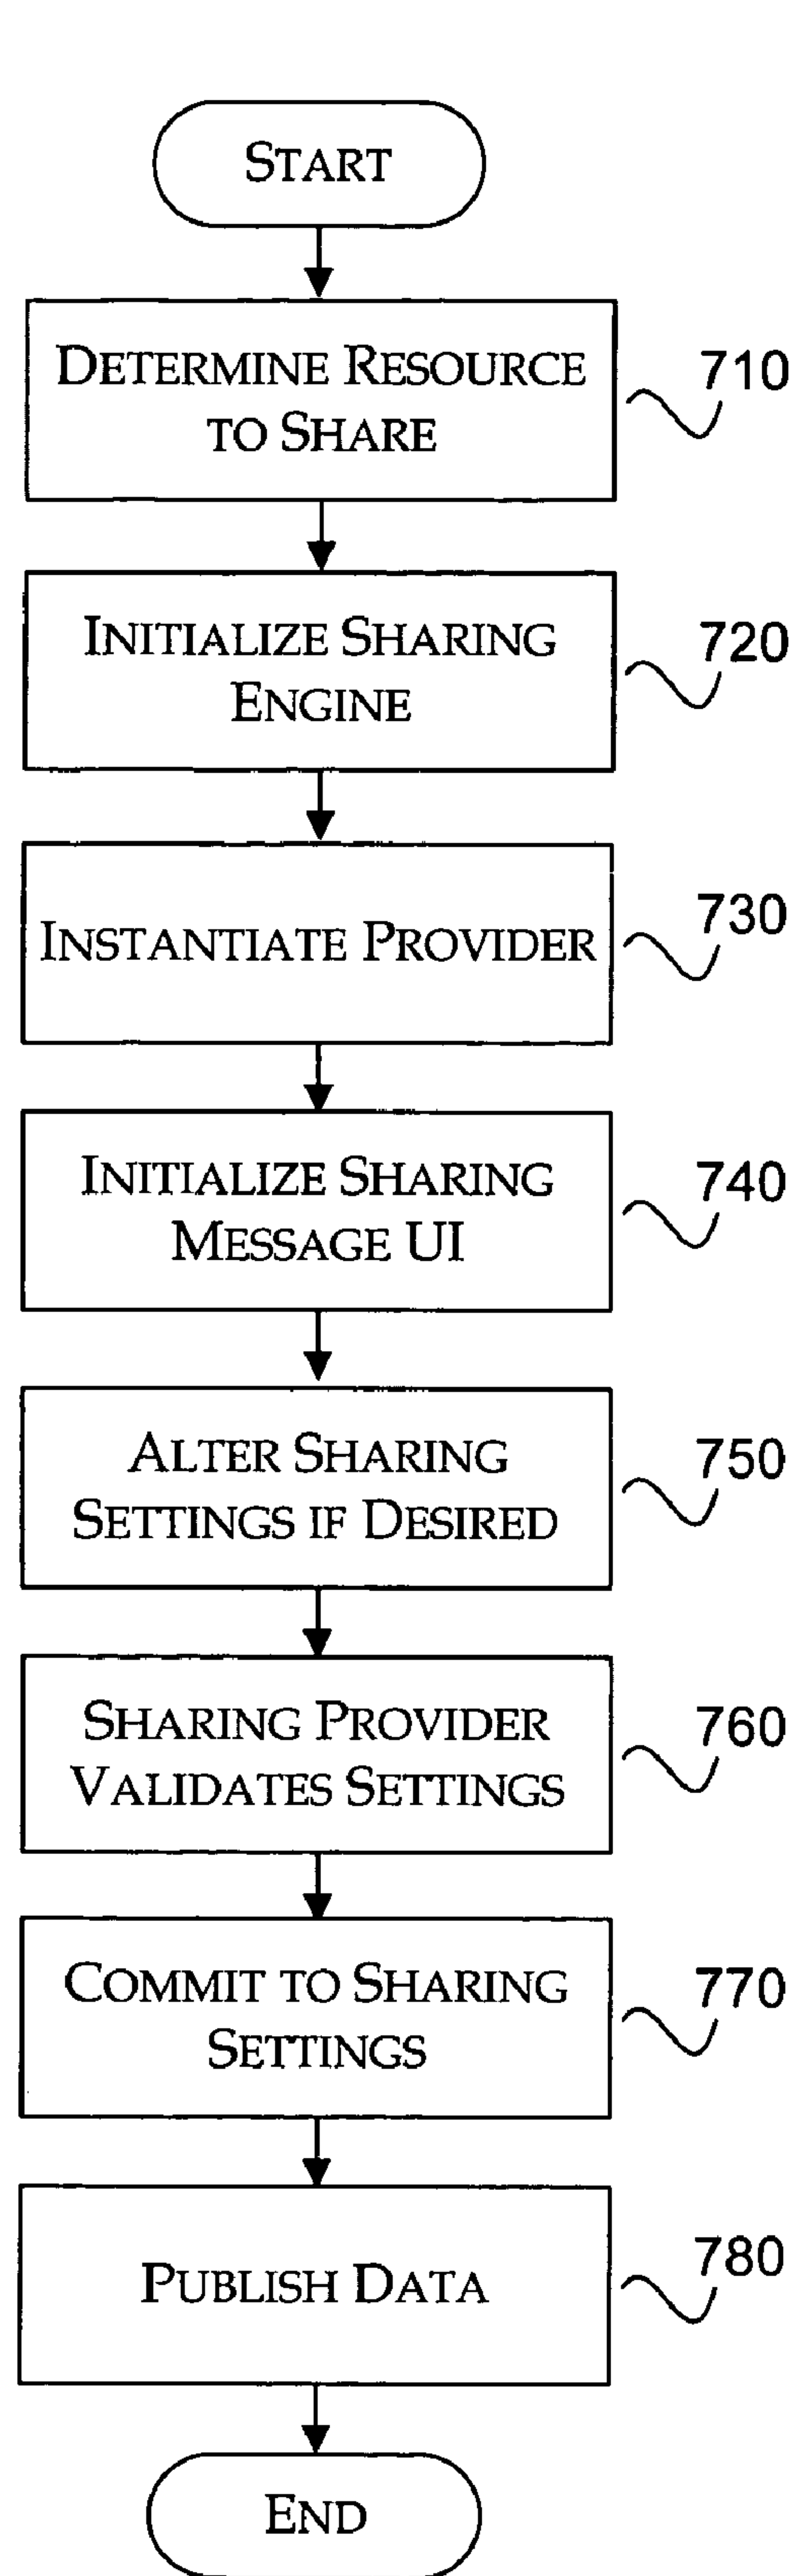 START
DETERMINE RESOURCE
TO SHARE
710
INITIALIZE SHARING
ENGINE
720
INSTANTIATE PROVIDER
730
INITIALIZE SHARING
MESSAGE UI
740
ALTER SHARING
SETTINGS IF DESIRED
750
SHARING PROVIDER
VALIDATES SETTINGS
760
COMMIT TO SHARING
SETTINGS
770
PUBLISH DATA
780
END